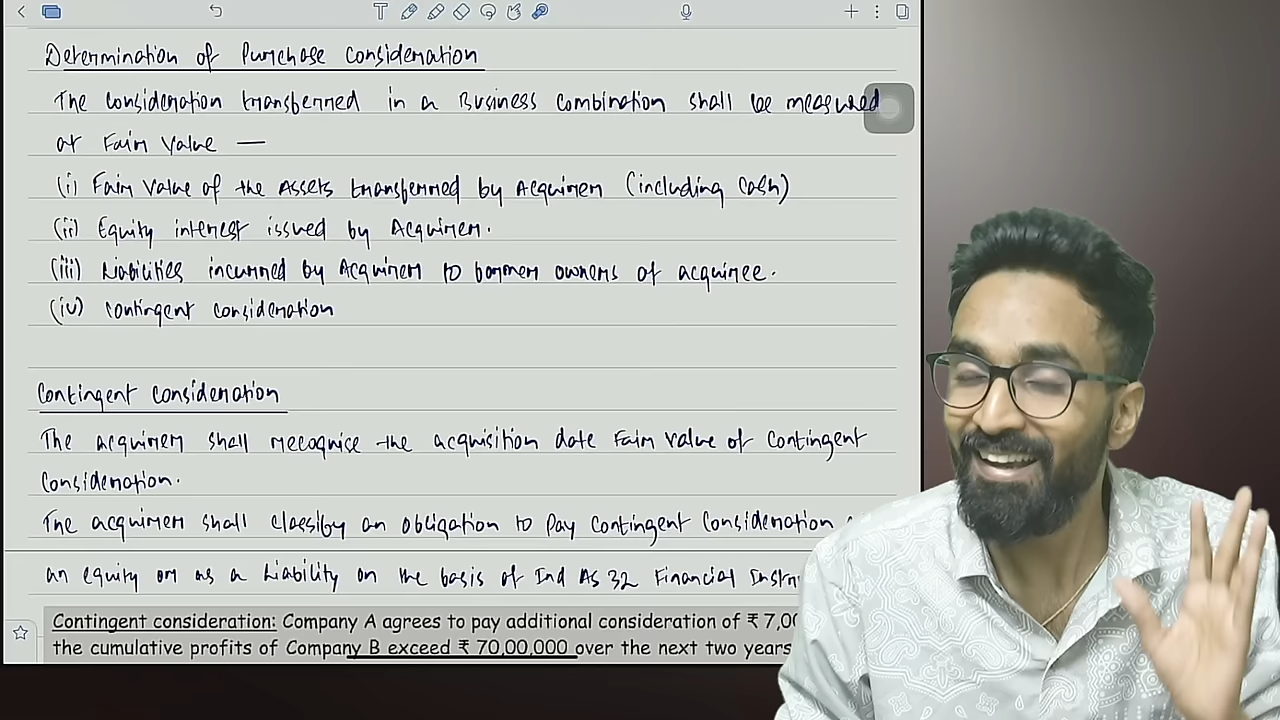 Determination of Purchase Consideration
The Consideration transferred in a Business Combination shall be measured
at Fair Value —
(i) Fair Value of the Assets transferred by Acquirer (including Cash)
(ii) Equity interest issued by Acquirer.
(iii) Liabilities incurred by Acquirer to former owners of acquiree.
(iv) Contingent Consideration
Contingent Consideration
The acquirer shall recognise the acquisition date Fair Value of Contingent
Consideration.
The acquirer shall classify an obligation to pay Contingent Consideration
an equity or as a Liability on the basis of Ind AS 32 Financial
Contingent consideration: Company A agrees to pay additional consideration of ₹
the cumulative profits of Company B exceed ₹ 70,00,000 over the next two years